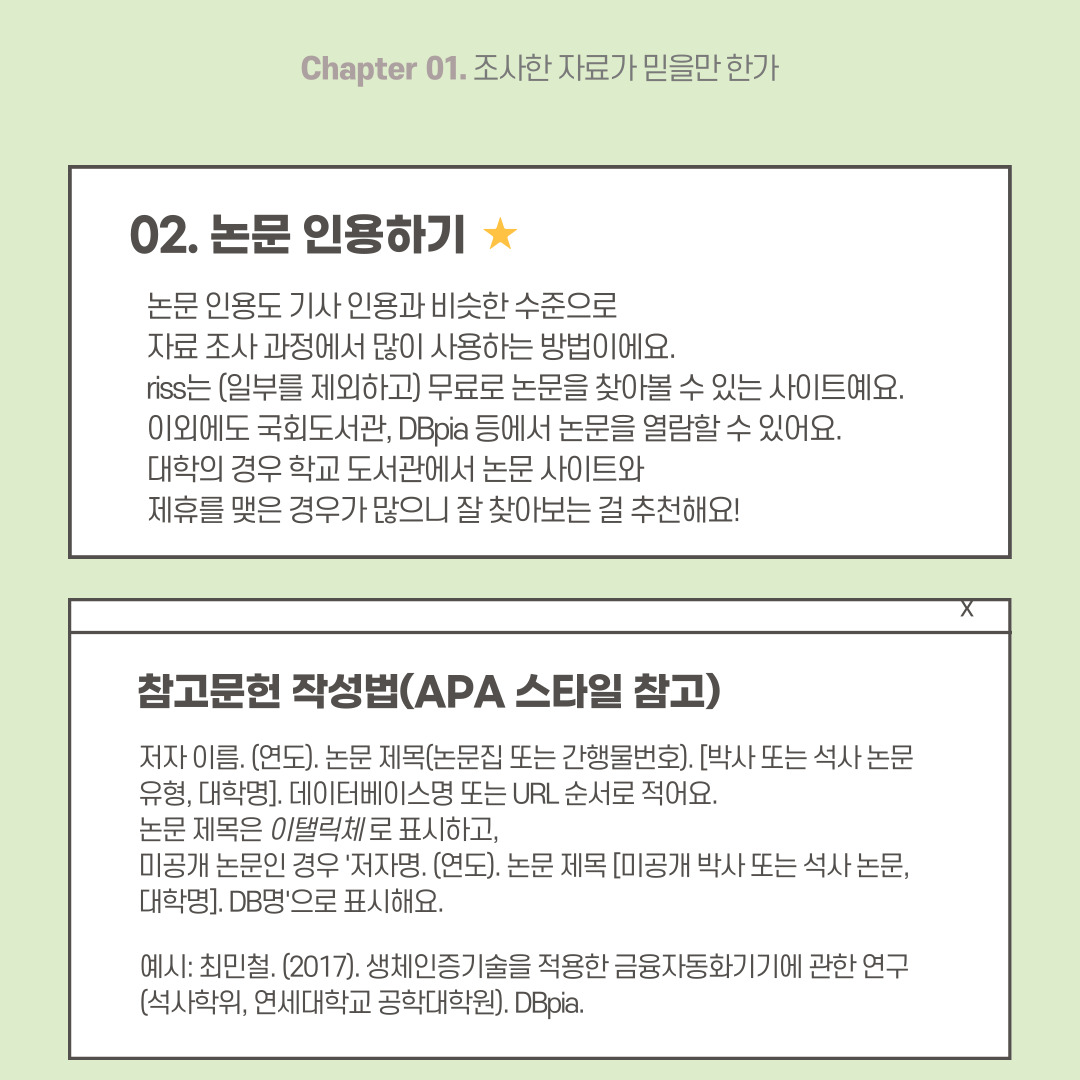 Chapter 01. 조사한 자료가 믿을만 한가
02. 논문 인용하기
논문 인용도 기사 인용과 비슷한 수준으로
자료 조사 과정에서 많이 사용하는 방법이에요.
riss는 (일부를 제외하고) 무료로 논문을 찾아볼 수 있는 사이트예요.
이외에도 국회도서관, DBpia 등에서 논문을 열람할 수 있어요.
대학의 경우 학교 도서관에서 논문 사이트와
제휴를 맺은 경우가 많으니 잘 찾아보는 걸 추천해요!
X
참고문헌 작성법(APA 스타일 참고)
저자 이름. (연도). 논문 제목(논문집 또는 간행물번호). [박사 또는 석사 논문
유형, 대학명]. 데이터베이스명 또는 URL 순서로 적어요.
논문 제목은 이탤릭체로 표시하고,
미공개 논문인 경우 '저자명. (연도). 논문 제목 [미공개 박사 또는 석사 논문,
대학명]. DB명'으로 표시해요.
예시: 최민철. (2017). 생체인증기술을 적용한 금융자동화기기에 관한 연구
(석사학위, 연세대학교 공학대학원). DBpia.